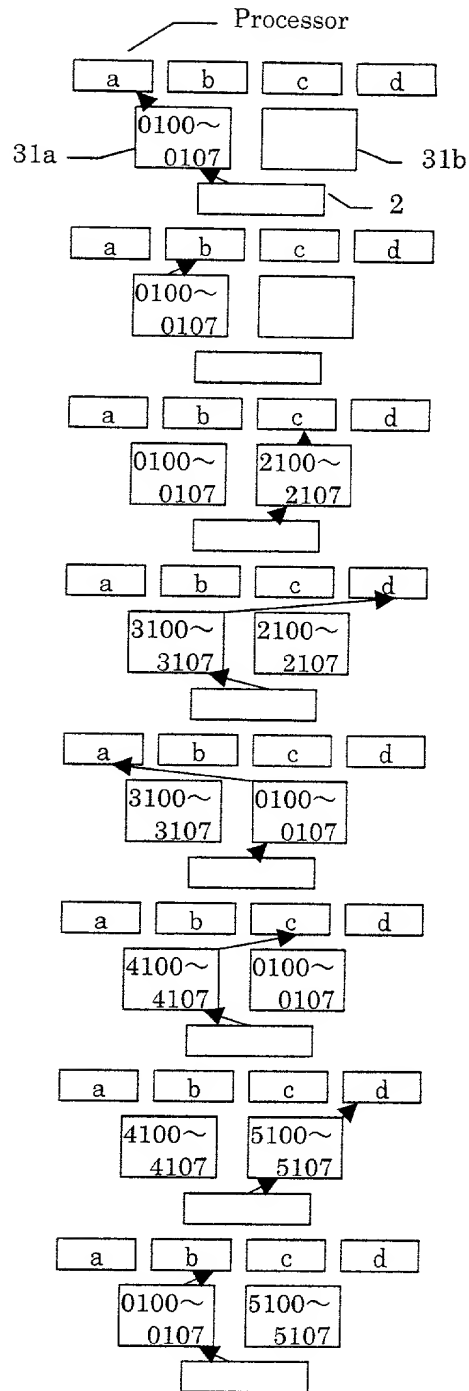 Processor
a b c d
0100～
31a 0107 31b
2
a b c d
0100～
0107
a b c d
0100～ 2100～
0107 2107
a b c d
3100～ 2100～
3107 2107
a b c d
3100～ 0100～
3107 0107
a b c d
4100～ 0100～
4107 0107
a b c d
4100～ 5100～
4107 5107
a b c d
0100～ 5100～
0107 5107